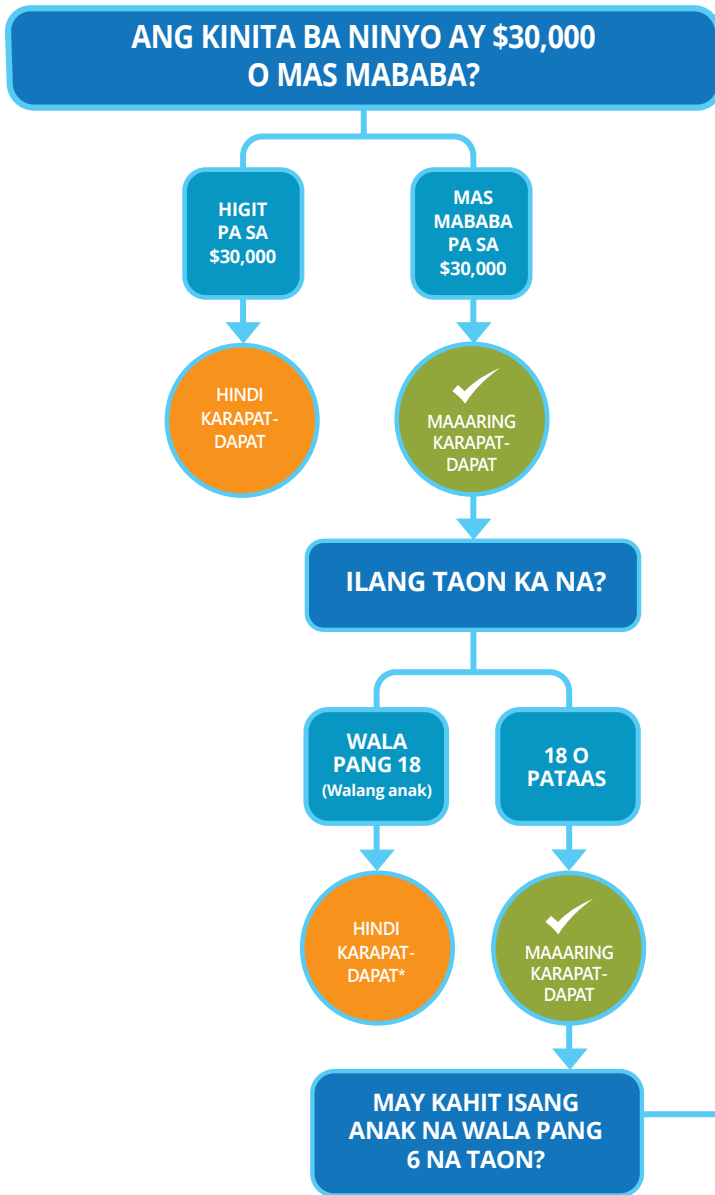 ANG KINITA BA NINYO AY $30,000
O MAS MABABA?
HIGIT
PA SA
$30,000
MAS
MABABA
PA SA
$30,000
HINDI
KARAPAT-
DAPAT
MAAARING
KARAPAT-
DAPAT
ILANG TAON KA NA?
WALA
PANG 18
(Walang anak)
18 O
PATAAS
HINDI
KARAPAT-
DAPAT*
MAAARING
KARAPAT-
DAPAT
MAY KAHIT ISANG
ANAK NA WALA PANG
6 NA TAON?